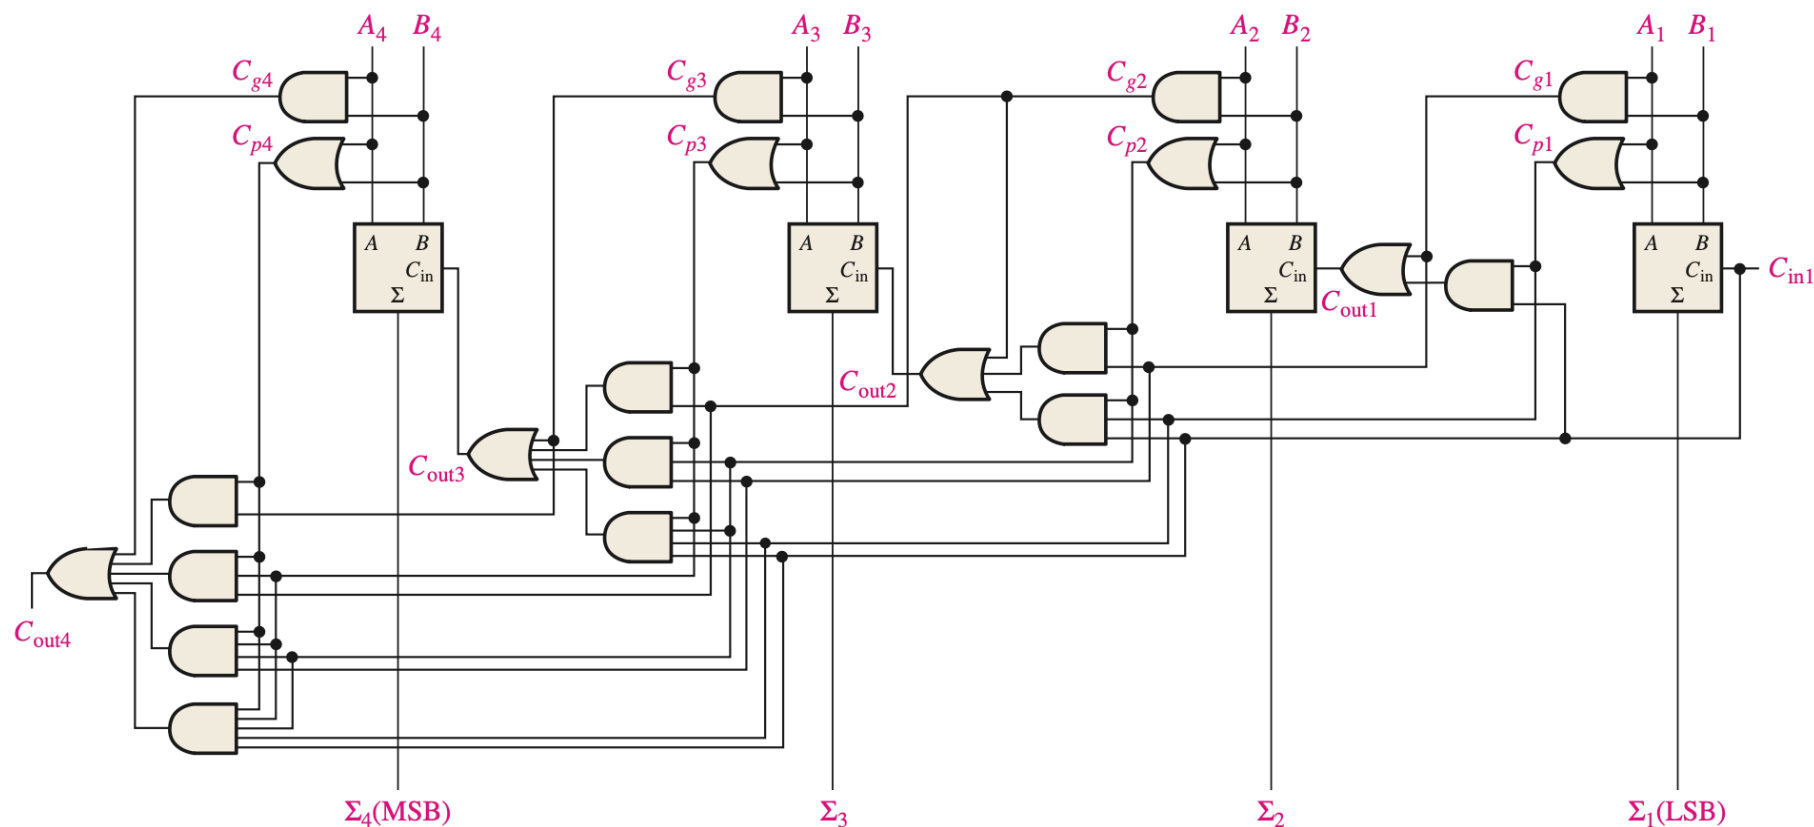 A4 B4 A3 B3 A2 B2 A1 B1
Cg4 Cg3 Cg2 Cg1
Cp4 Cp3 Cp2 Cp1
A B A B A B A B
Cin Cin Cin Cin Cin1
Σ Σ Σ Σ
Cout1
Cout2
Cout3
Cout4
Σ4(MSB) Σ3 Σ2 Σ1(LSB)